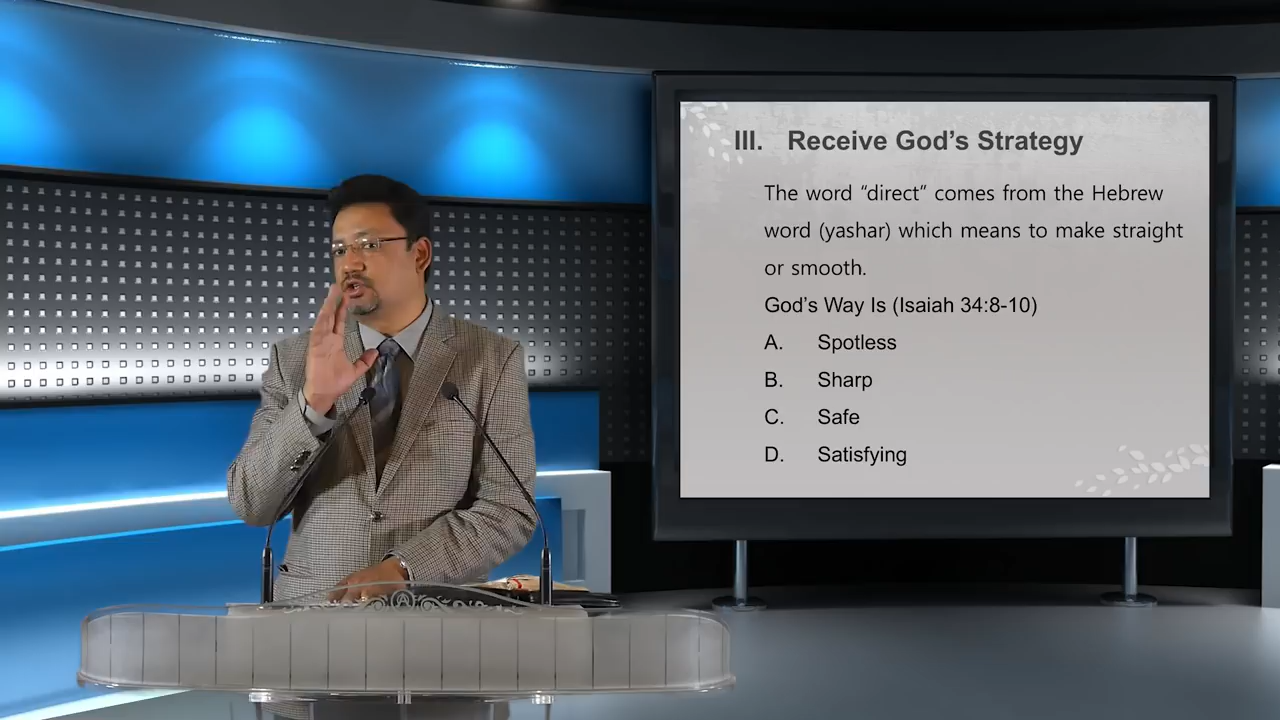 III. Receive God’s Strategy
The word “direct” comes from the Hebrew
word (yashar) which means to make straight
or smooth.
God’s Way Is (Isaiah 34:8-10)
A. Spotless
B. Sharp
C. Safe
D. Satisfying